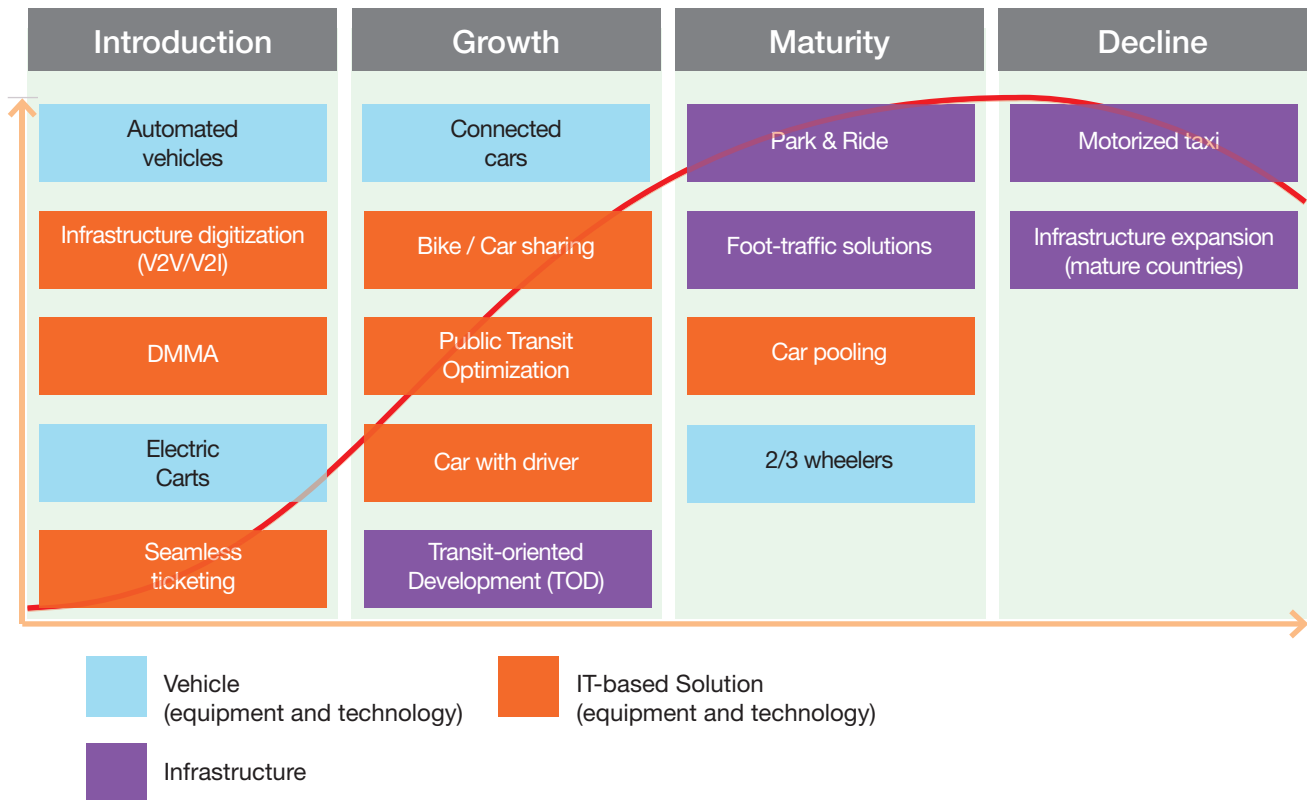 Introduction
Growth
Maturity
Decline
Automated
vehicles
Connected
cars
Park & Ride
Motorized taxi
Infrastructure digitization
(V2V/V2I)
Bike / Car sharing
Foot-traffic solutions
Infrastructure expansion
(mature countries)
DMMA
Public Transit
Optimization
Car pooling
Electric
Carts
Car with driver
2/3 wheelers
Seamless
ticketing
Transit-oriented
Development (TOD)
Vehicle
(equipment and technology)
IT-based Solution
(equipment and technology)
Infrastructure